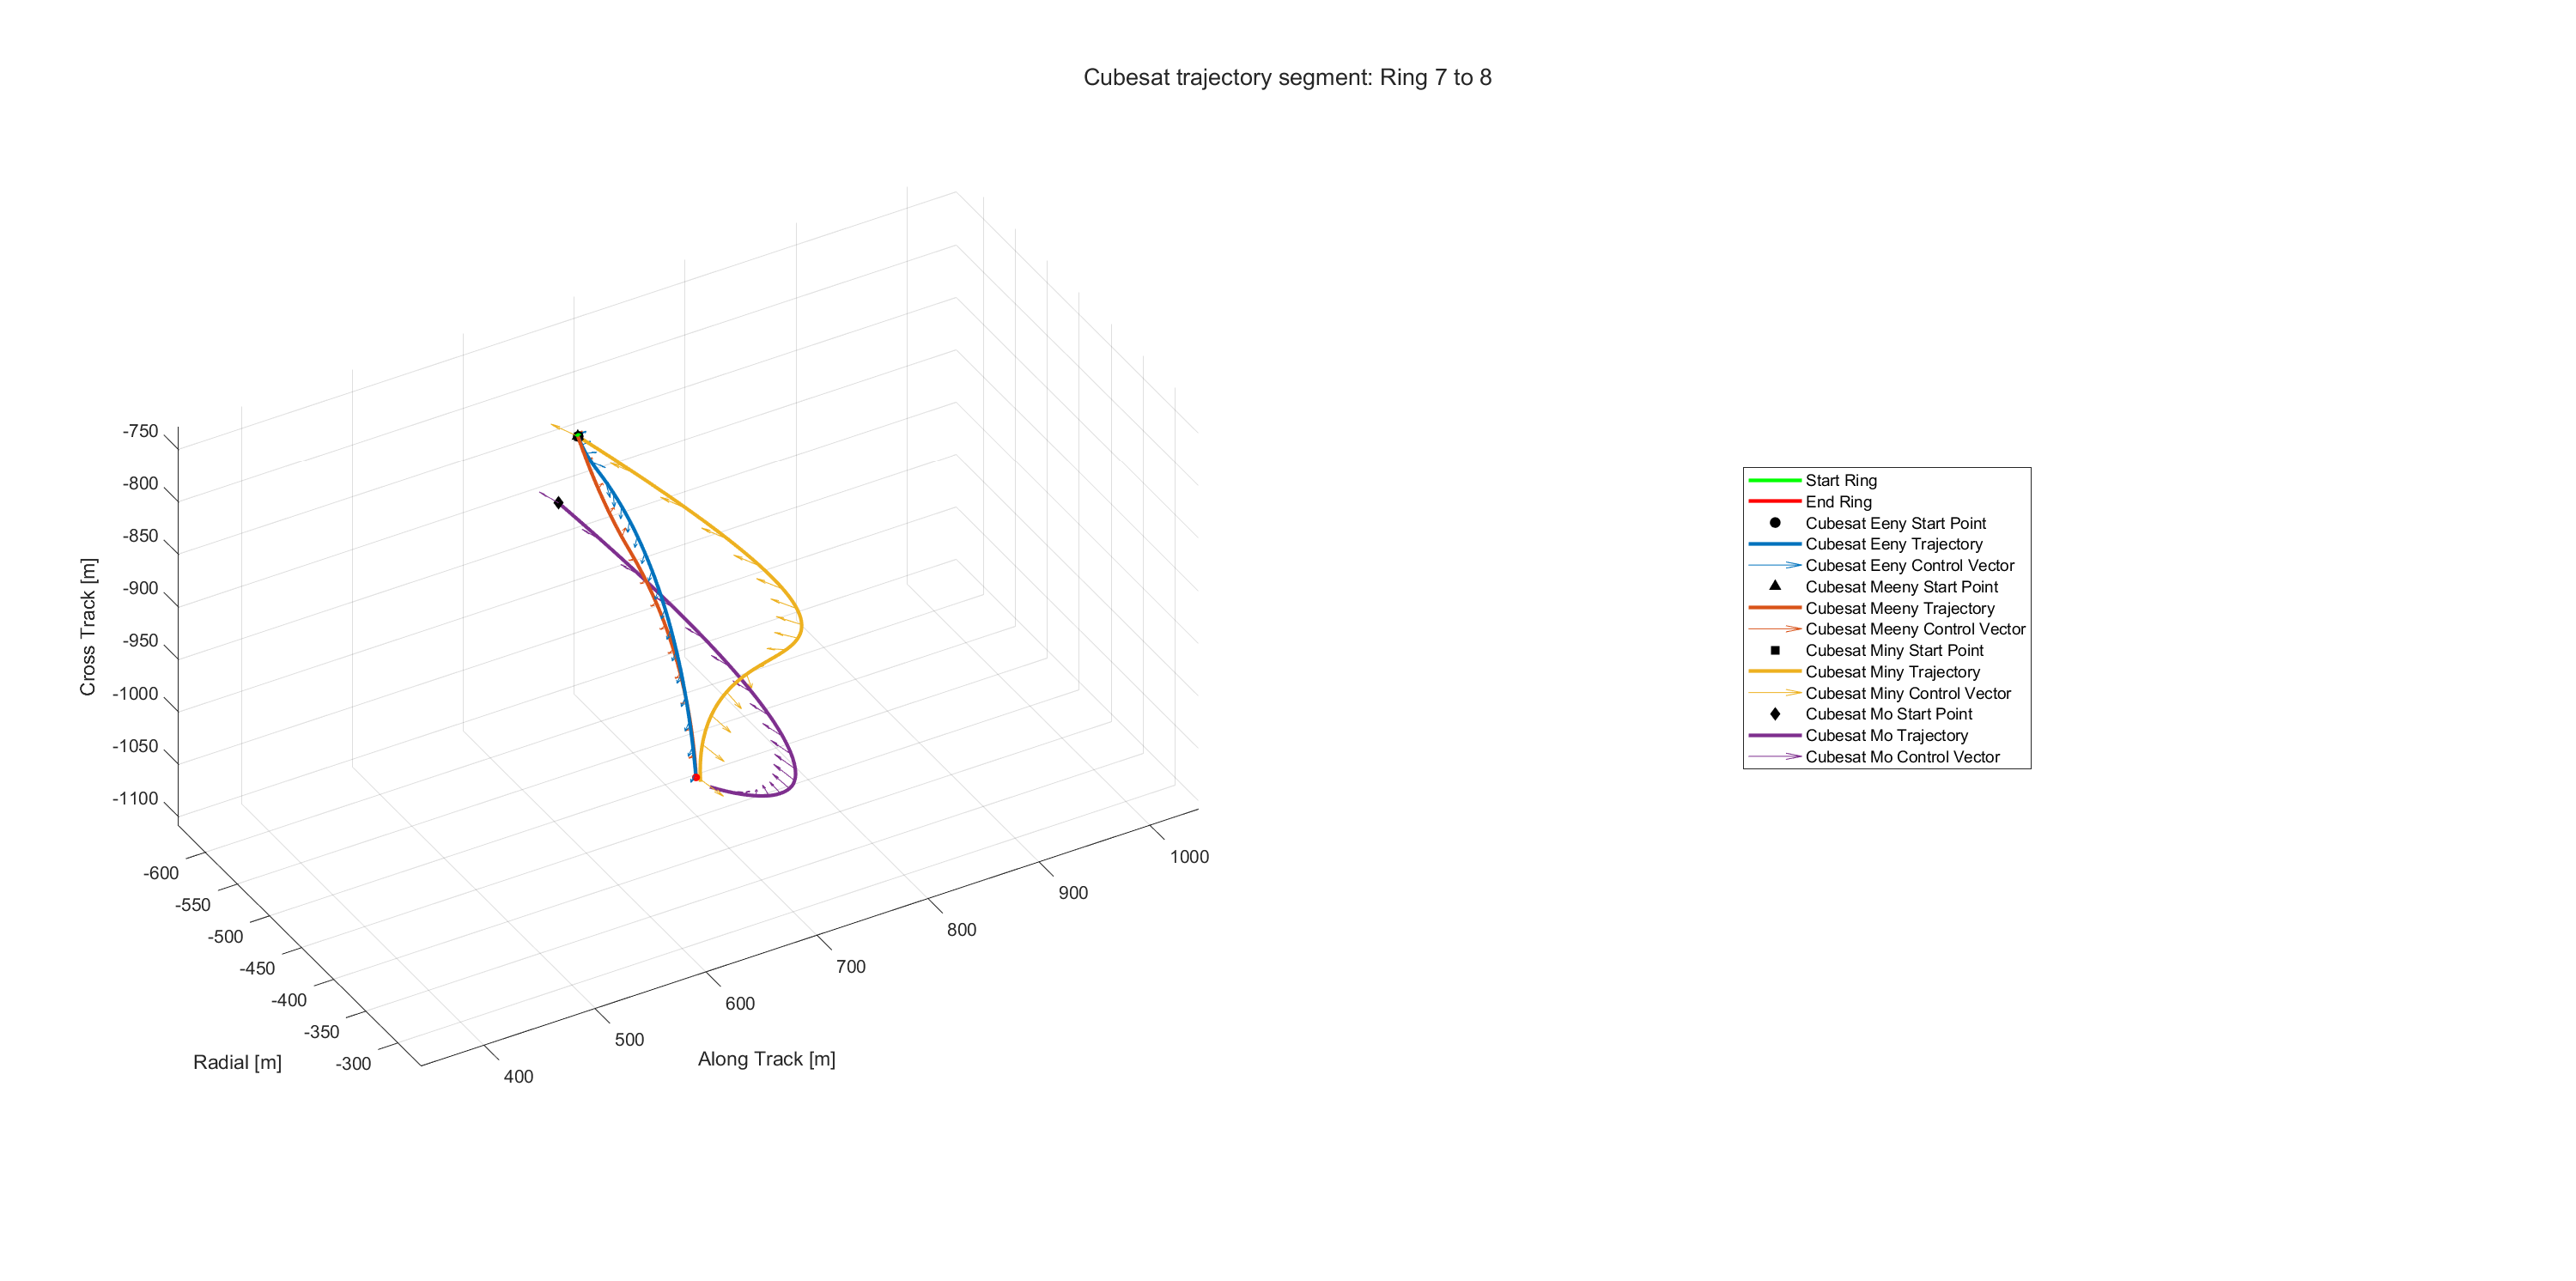 Cubesat trajectory segment: Ring 7 to 8
-750
-800
-850
-900
-950
-1000
-1050
-1100
Cross Track [m]
-600
-550
-500
-450
-400
-350
-300
Radial [m]
400
500
600
700
800
900
1000
Along Track [m]
Start Ring
End Ring
Cubesat Eeny Start Point
Cubesat Eeny Trajectory
Cubesat Eeny Control Vector
Cubesat Meeny Start Point
Cubesat Meeny Trajectory
Cubesat Meeny Control Vector
Cubesat Miny Start Point
Cubesat Miny Trajectory
Cubesat Miny Control Vector
Cubesat Mo Start Point
Cubesat Mo Trajectory
Cubesat Mo Control Vector